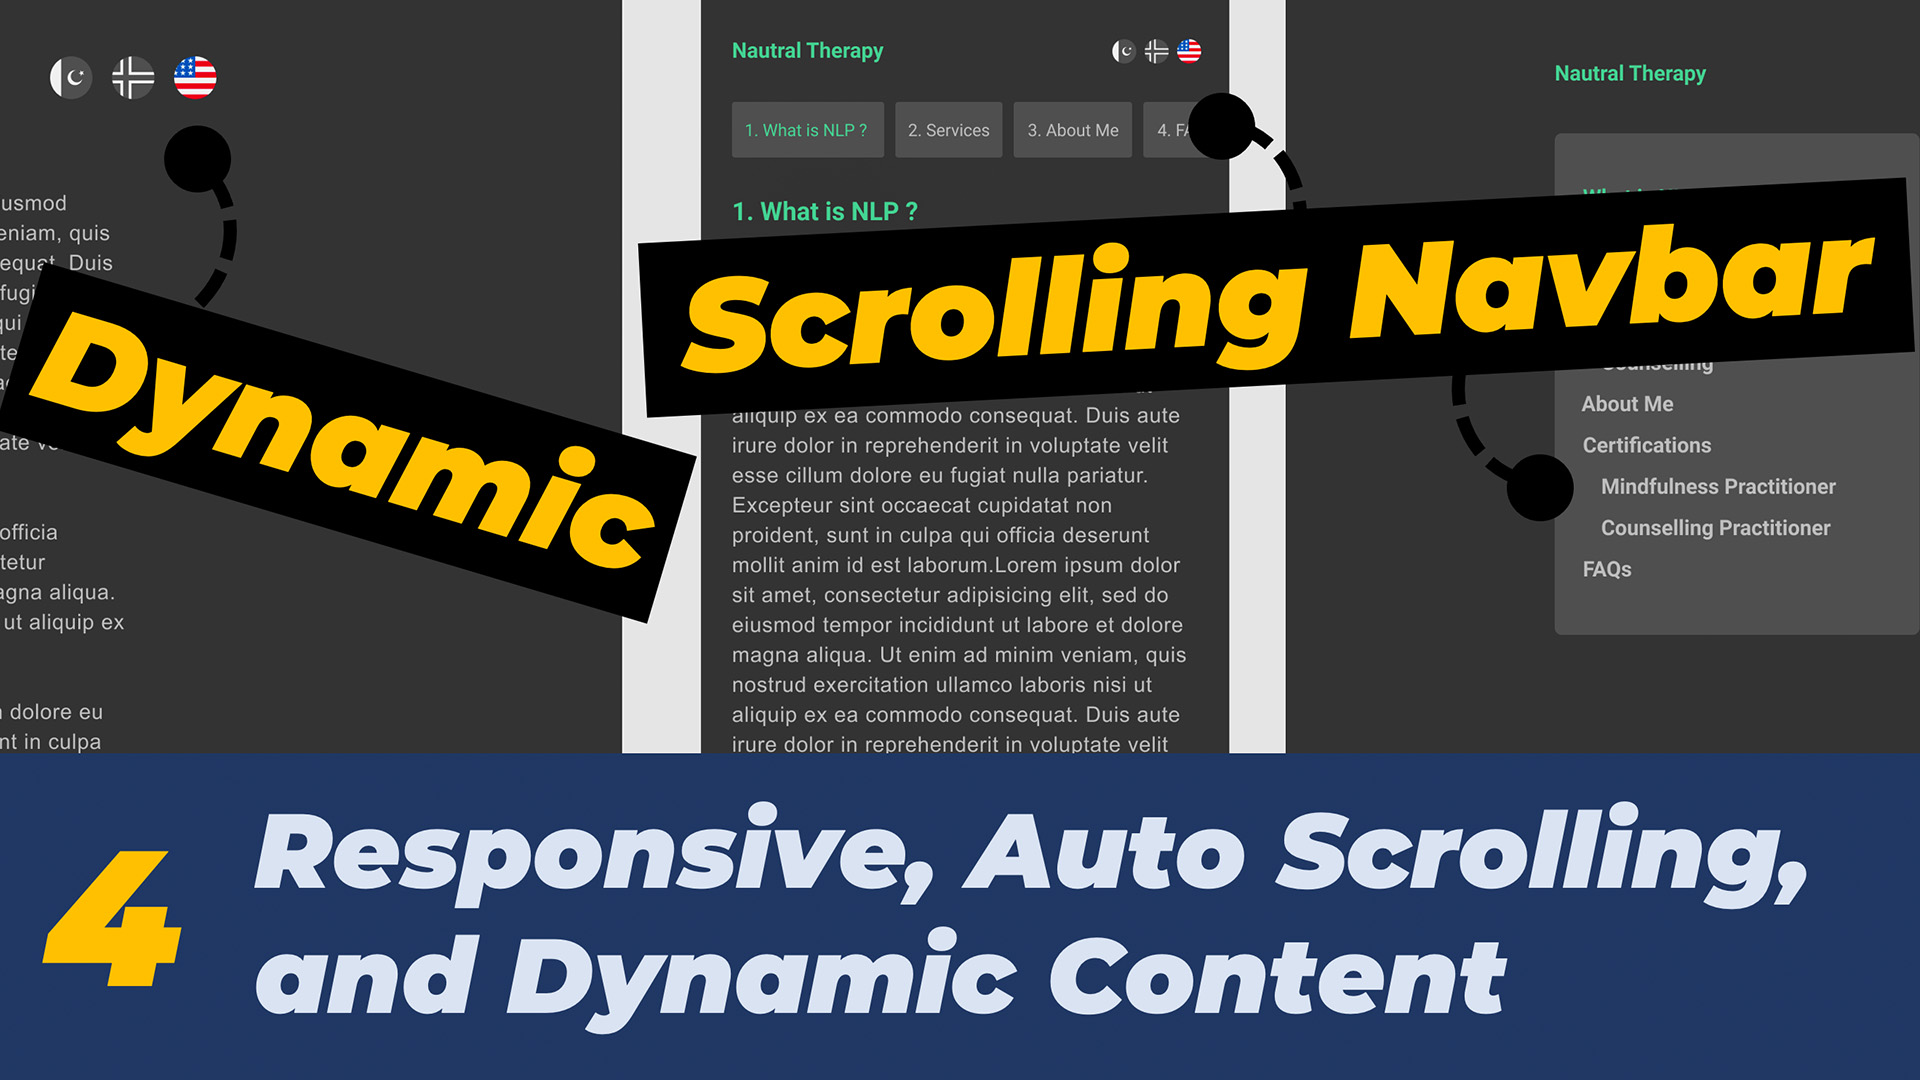 usmod
eniam, quis
equat. Duis
fugi
qui
officia
tetur
agna aliqua.
ut aliquip ex
dolore eu
nt in culpa
Dynamic
Nautral Therapy
1. What is NLP ?
2. Services
3. About Me
4. FA
1. What is NLP ?
Scrolling Navbar
aliquip ex ea commodo consequat. Duis aute
irure dolor in reprehenderit in voluptate velit
esse cillum dolore eu fugiat nulla pariatur.
Excepteur sint occaecat cupidatat non
proident, sunt in culpa qui officia deserunt
mollit anim id est laborum.Lorem ipsum dolor
sit amet, consectetur adipisicing elit, sed do
eiusmod tempor incididunt ut labore et dolore
magna aliqua. Ut enim ad minim veniam, quis
nostrud exercitation ullamco laboris nisi ut
aliquip ex ea commodo consequat. Duis aute
irure dolor in reprehenderit in voluptate velit
Nautral Therapy
Counselling
About Me
Certifications
Mindfulness Practitioner
Counselling Practitioner
FAQs
4
Responsive, Auto Scrolling,
and Dynamic Content